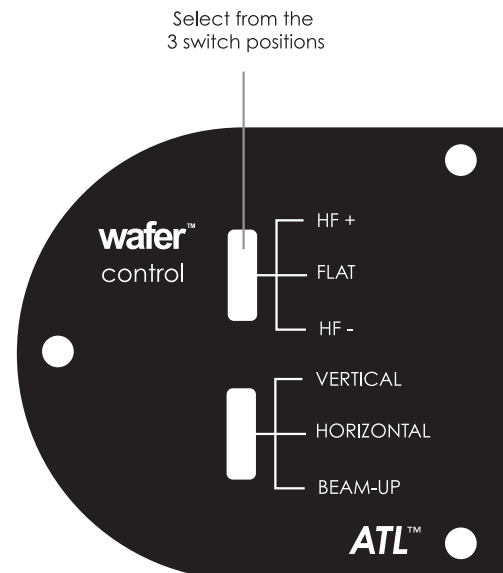 Select from the
3 switch positions
wafer™
control
HF +
FLAT
HF -
VERTICAL
HORIZONTAL
BEAM-UP
ATL™